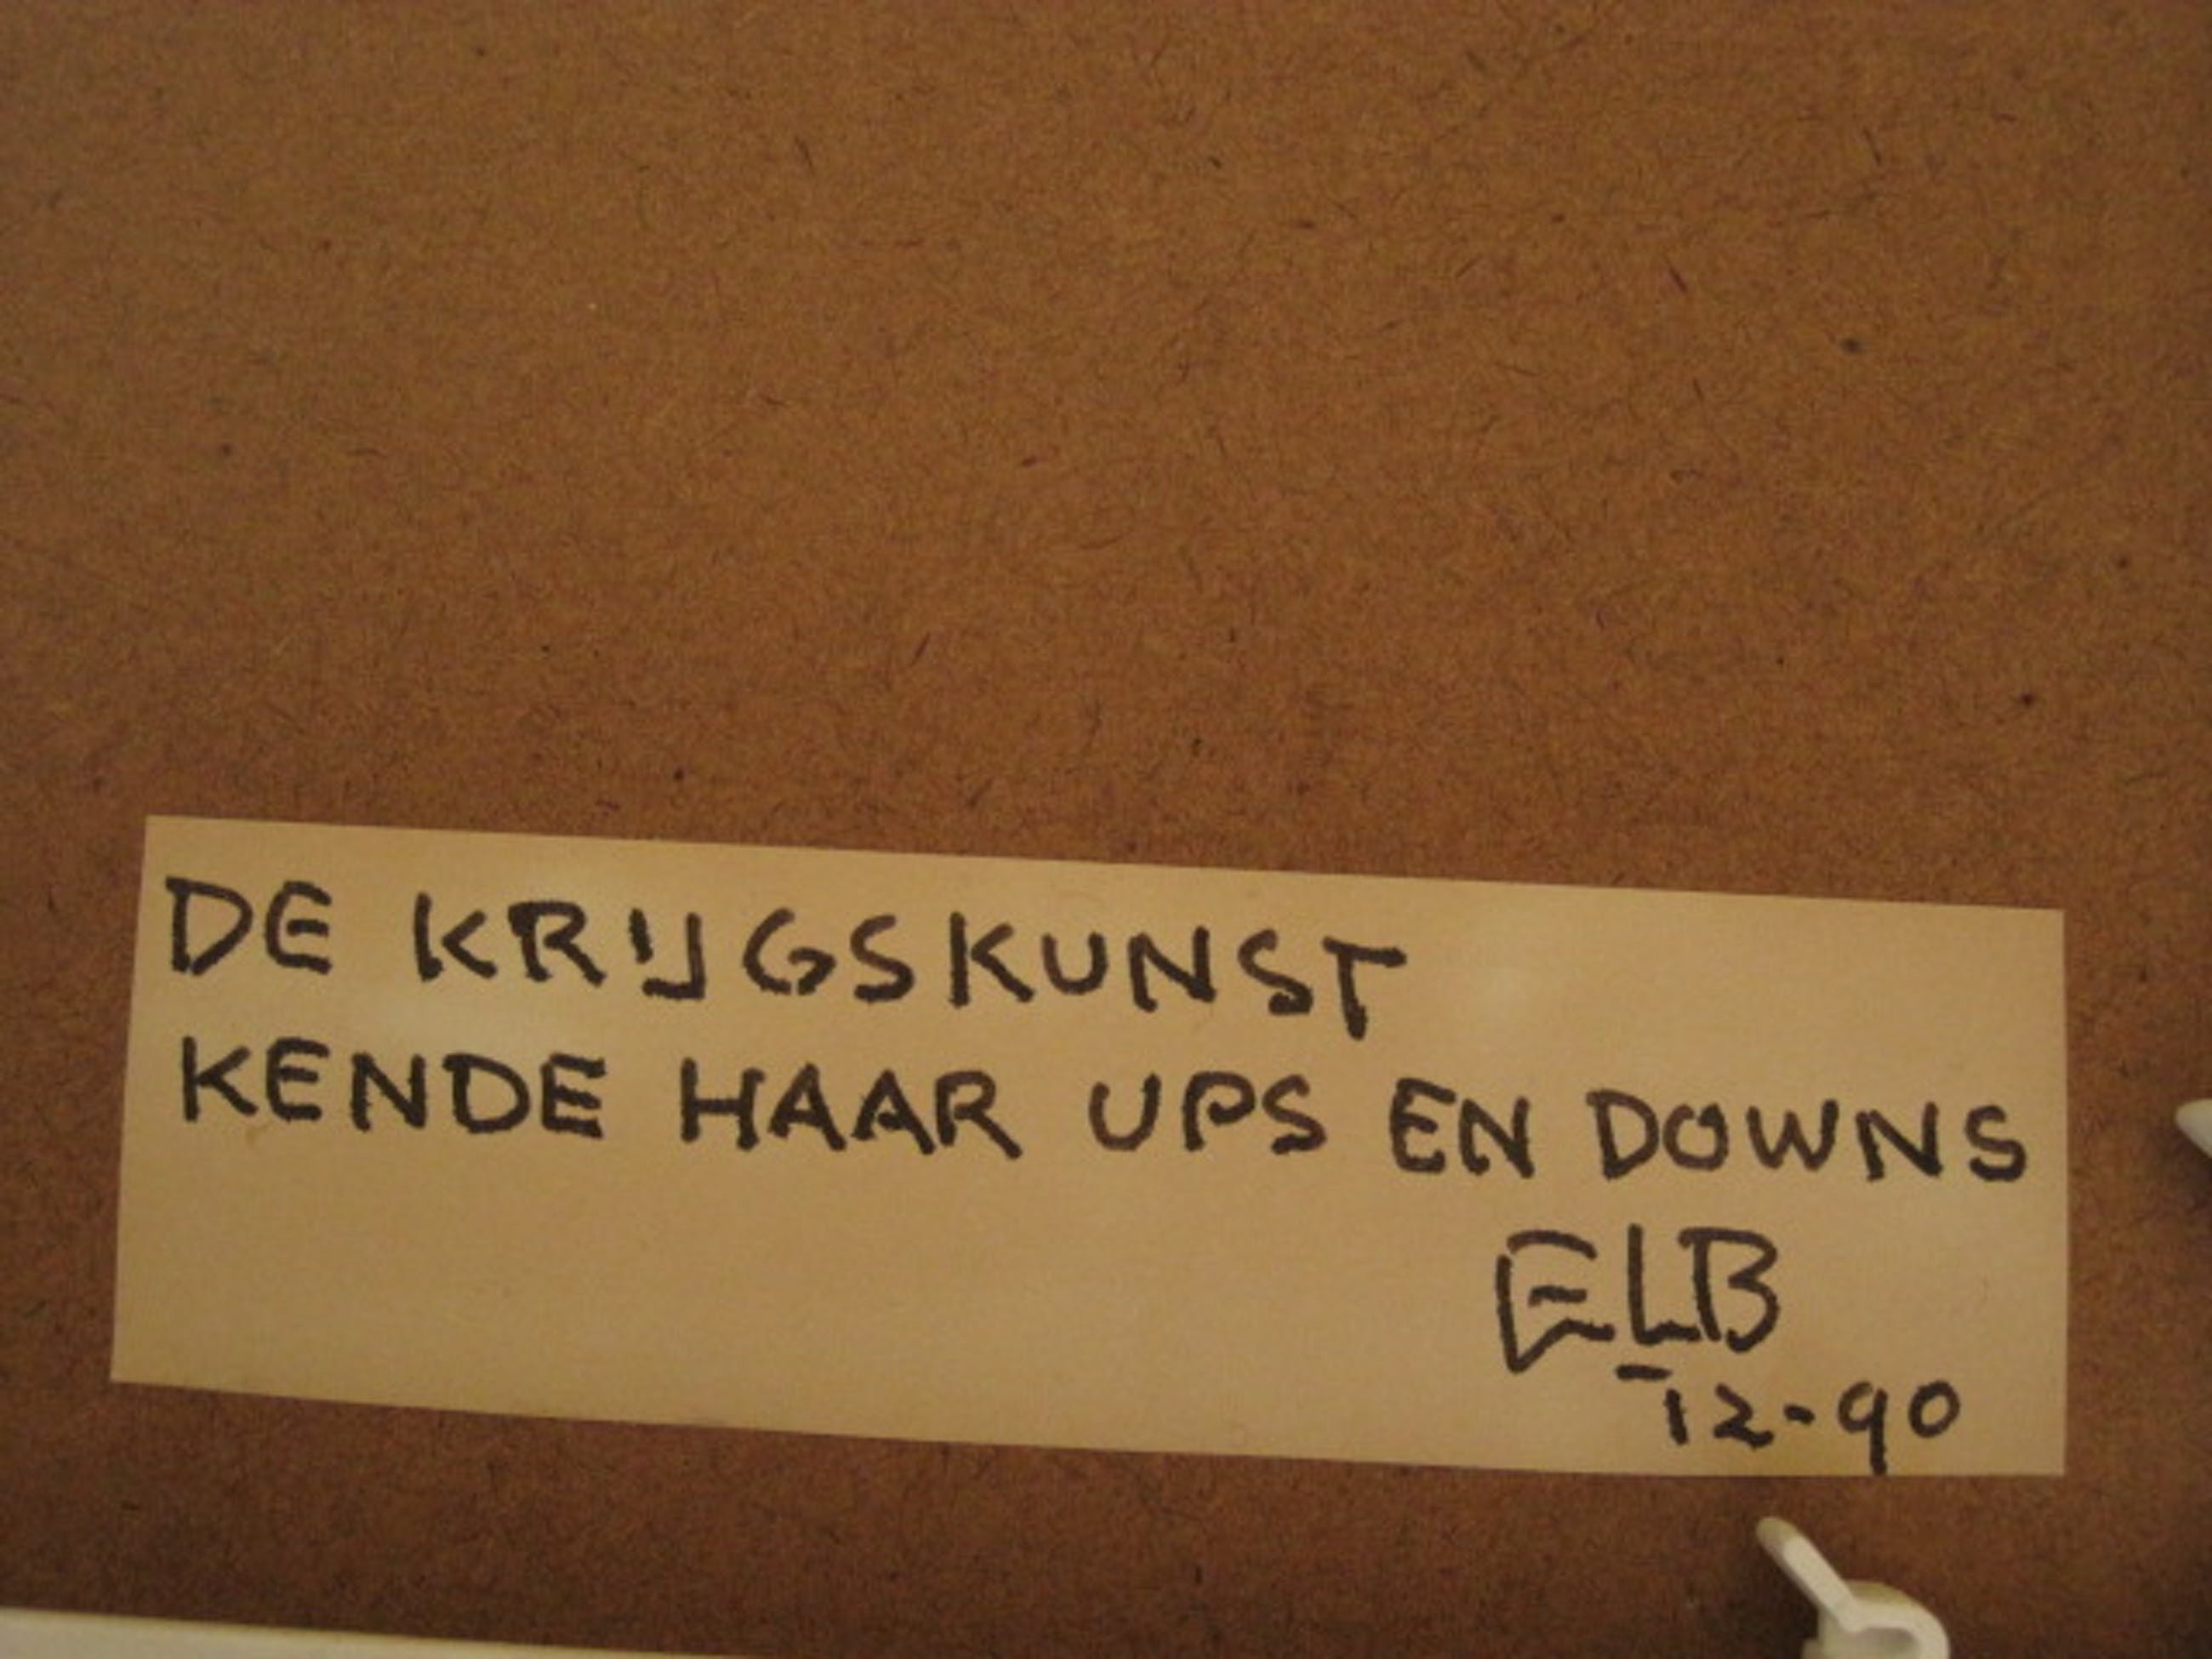 DE KRIJGSKUNST
KENDE HAAR UPS EN DOWNS
ELB
12-90